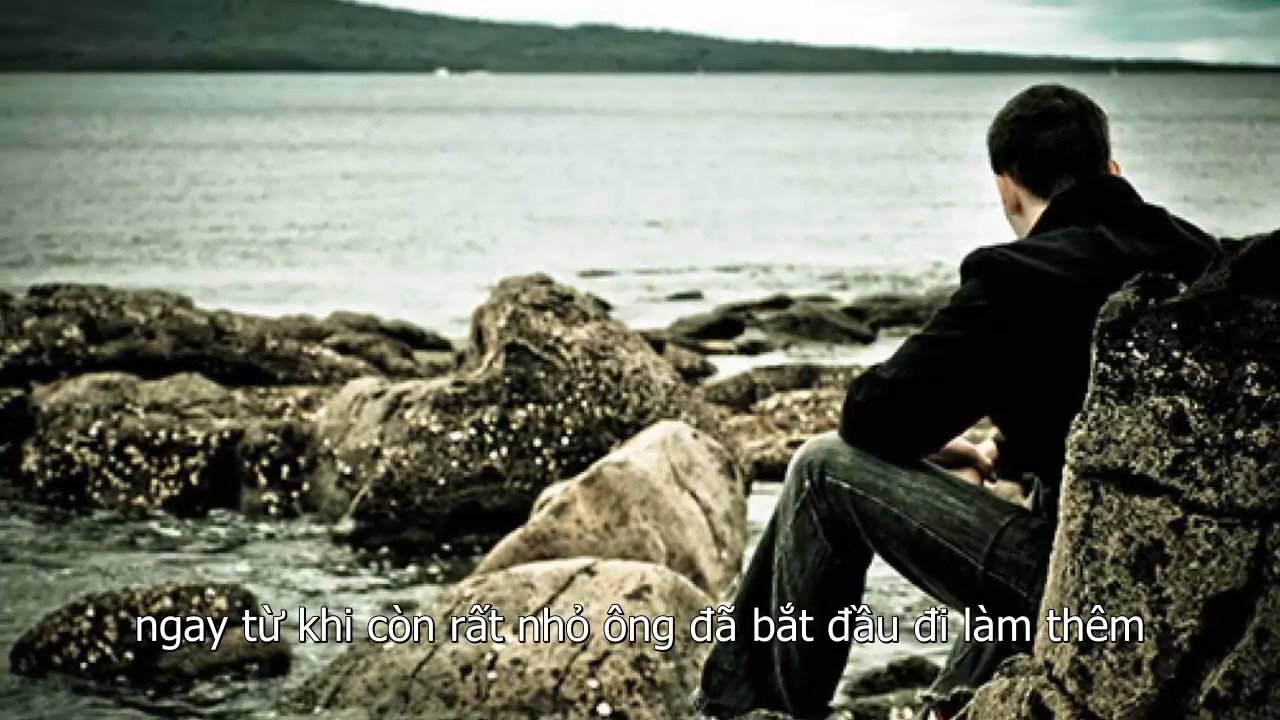 ngay từ khi còn rất nhỏ ông đã bắt đầu đi làm thêm